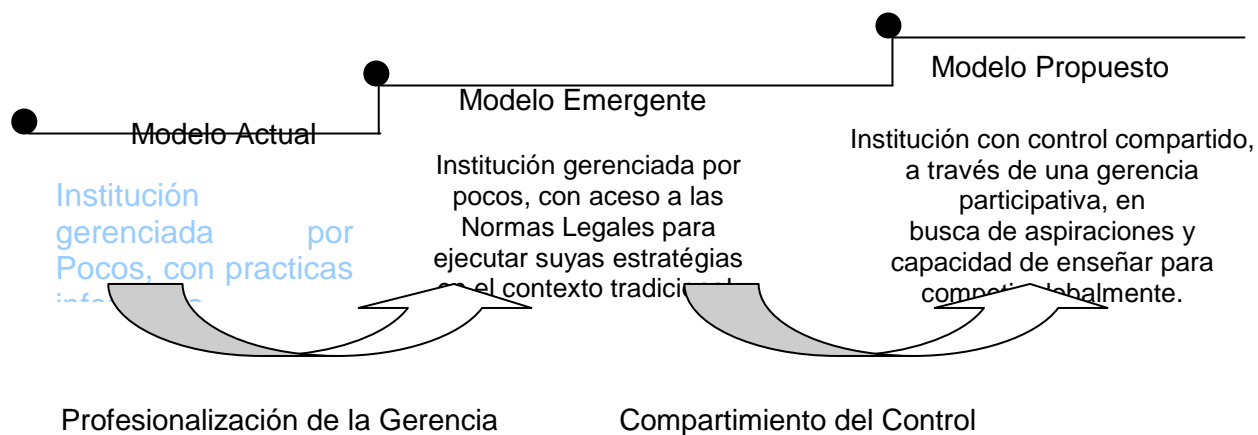 Modelo Actual
Institución
gerenciada por
Pocos, con practicas
Modelo Emergente
Institución gerenciada por
pocos, con aceso a las
Normas Legales para
ejecutar suyas estratégias
el contexto
Modelo Propuesto
Institución con control compartido,
a través de una gerencia
participativa, en
busca de aspiraciones y
capacidad de enseñar para
Profesionalización de la Gerencia
Compartimiento del Control